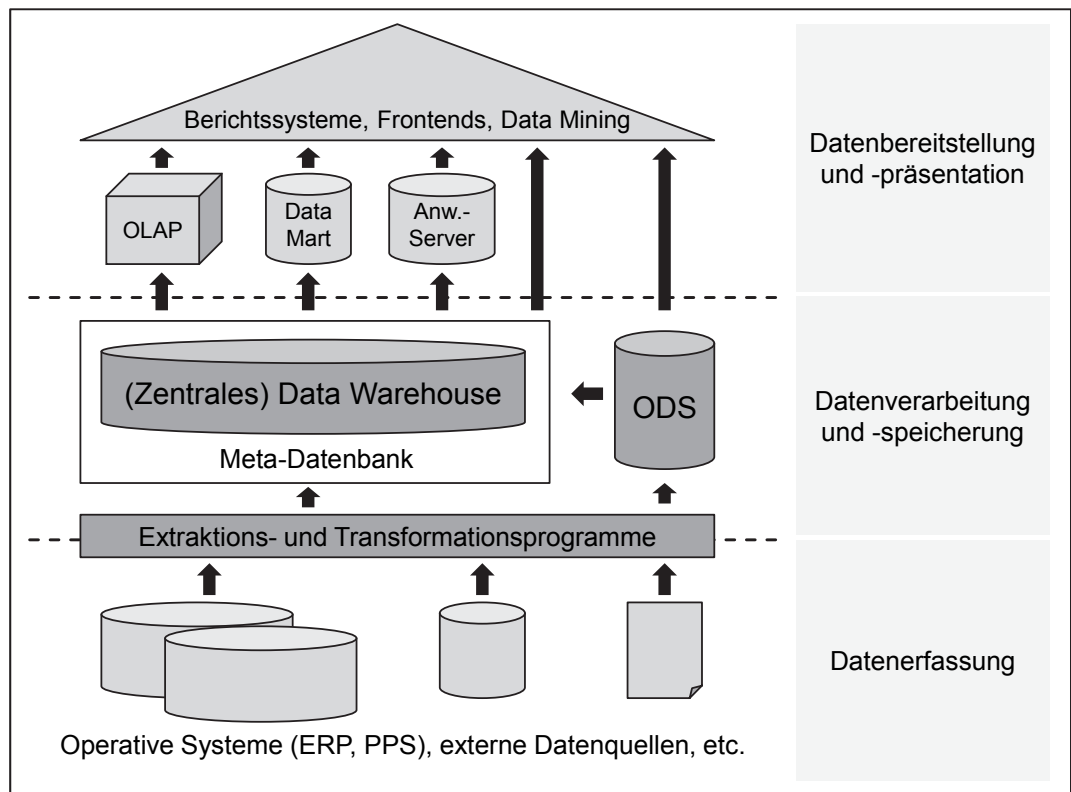 Berichtssysteme, Frontends, Data Mining
Datenbereitstellung
und -präsentation
OLAP
Data
Mart
Anw.-
Server
(Zentrales) Data Warehouse
Meta-Datenbank
ODS
Datenverarbeitung
und -speicherung
Extraktions- und Transformationsprogramme
Datenerfassung
Operative Systeme (ERP, PPS), externe Datenquellen, etc.